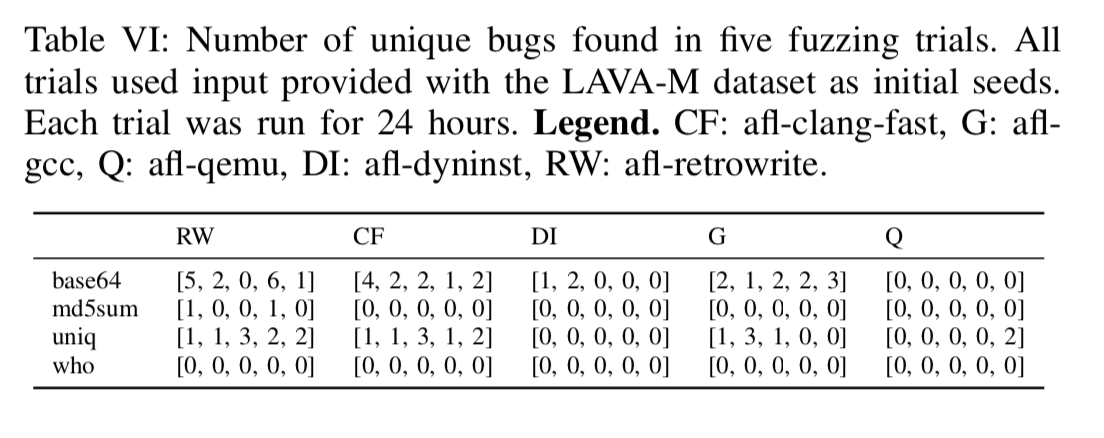 Table VI: Number of unique bugs found in five fuzzing trials. All
trials used input provided with the LAVA-M dataset as initial seeds.
Each trial was run for 24 hours. Legend. CF: afl-clang-fast, G: afl-
gcc, Q: afl-qemu, DI: afl-dyninst, RW: afl-retrowrite.
RW CF DI G Q
base64 [5, 2, 0, 6, 1] [4, 2, 2, 1, 2] [1, 2, 0, 0, 0] [2, 1, 2, 2, 3] [0, 0, 0, 0, 0]
md5sum [1, 0, 0, 1, 0] [0, 0, 0, 0, 0] [0, 0, 0, 0, 0] [0, 0, 0, 0, 0] [0, 0, 0, 0, 0]
uniq [1, 1, 3, 2, 2] [1, 1, 3, 1, 2] [0, 0, 0, 0, 0] [1, 3, 1, 0, 0] [0, 0, 0, 0, 2]
who [0, 0, 0, 0, 0] [0, 0, 0, 0, 0] [0, 0, 0, 0, 0] [0, 0, 0, 0, 0] [0, 0, 0, 0, 0]